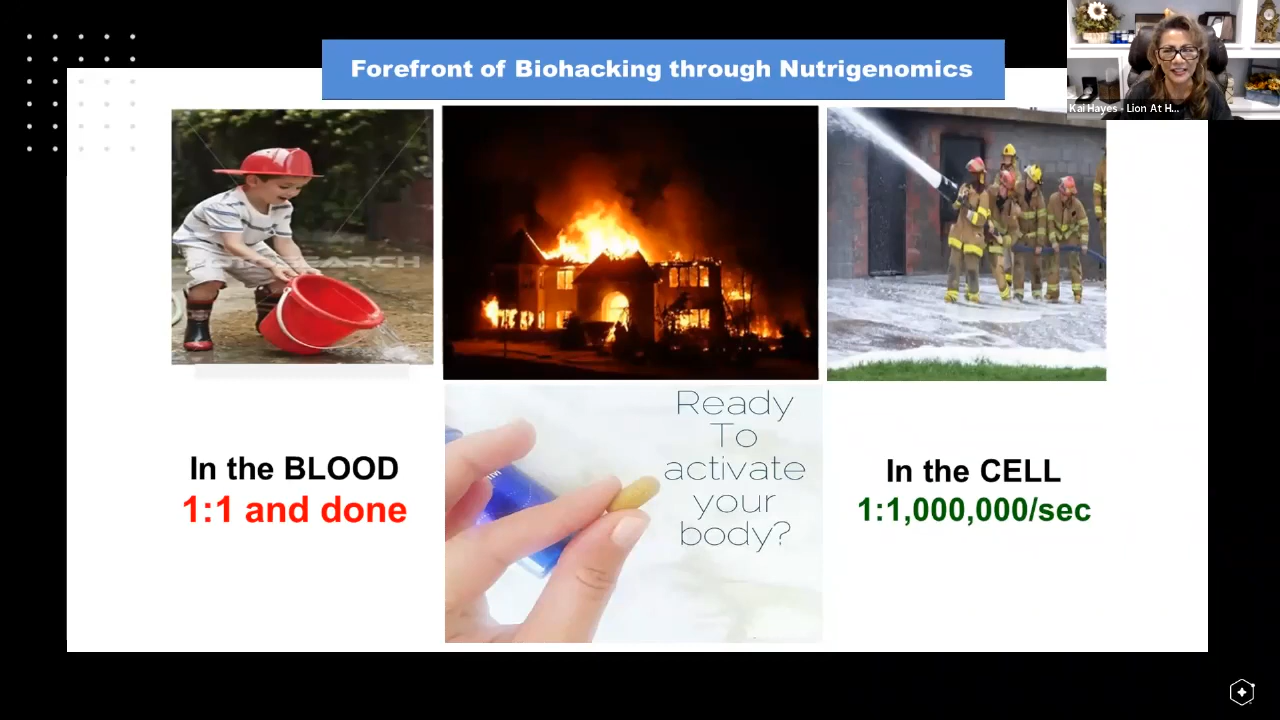 Forefront of Biohacking through Nutrigenomics
Kai Hayes - Lion At H...
Ready
To
activate
your
body?
In the BLOOD
1:1 and done
In the CELL
1:1,000,000/sec